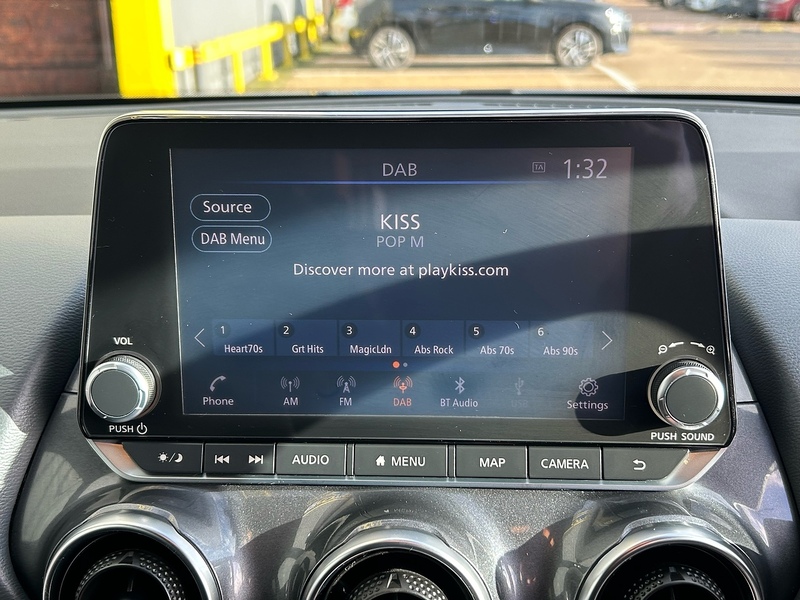 DAB
1A
1:32
Source
KISS
DAB Menu
POP M
Discover more at playkiss.com
1 2 3 4 5 6
Heart70s Grt Hits MagicLdn Abs Rock Abs 70s Abs 90s
Phone AM FM DAB BT Audio Settings
VOL
PUSH
PUSH SOUND
AUDIO MENU MAP CAMERA